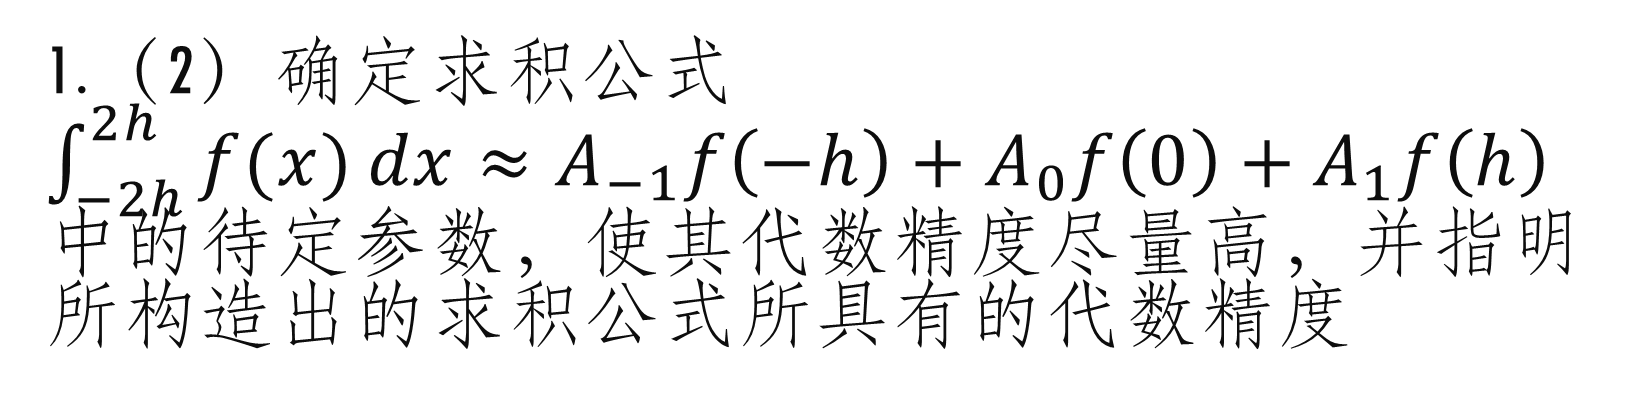 1.（2）确定求积公式
∫_{-2h}^{2h} f(x) dx ≈ A_{-1}f(-h) + A_0f(0) + A_1f(h)
中的待定参数，使其代数精度尽量高，并指明
所构造出的求积公式所具有的代数精度